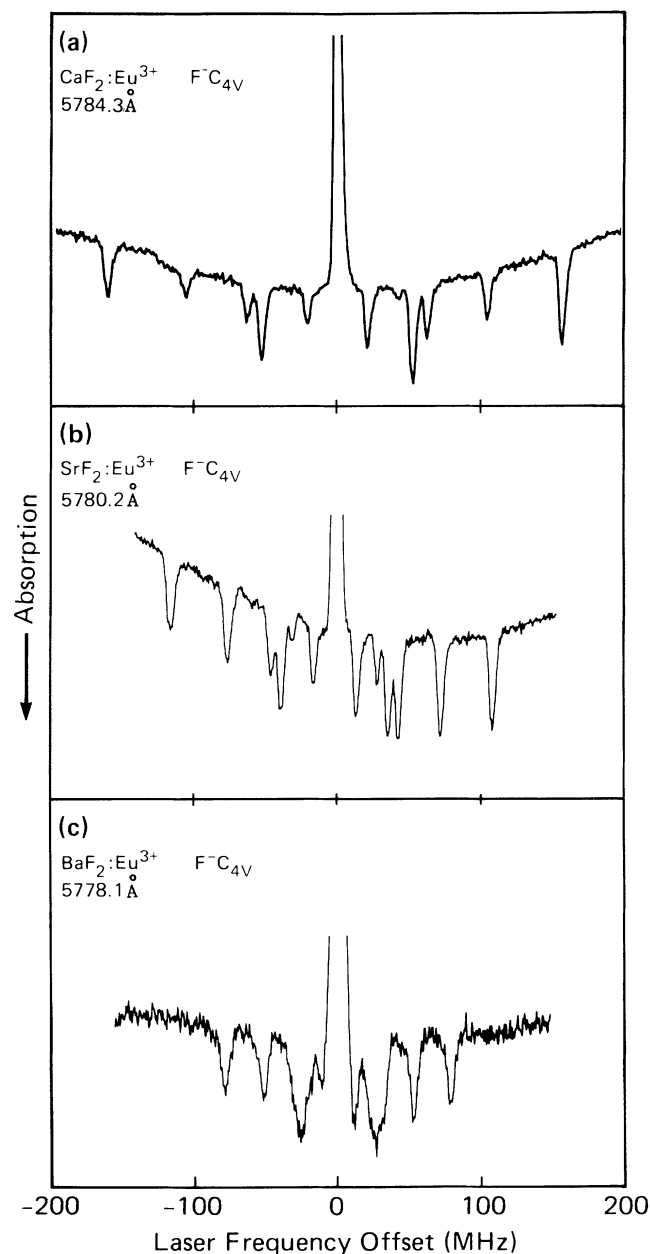 (a)
CaF₂:Eu³⁺ F⁻C₄V
5784.3Å
(b)
SrF₂:Eu³⁺ F⁻C₄V
5780.2Å
(c)
BaF₂:Eu³⁺ F⁻C₄V
5778.1Å
Absorption
−200 −100 0 100 200
Laser Frequency Offset (MHz)